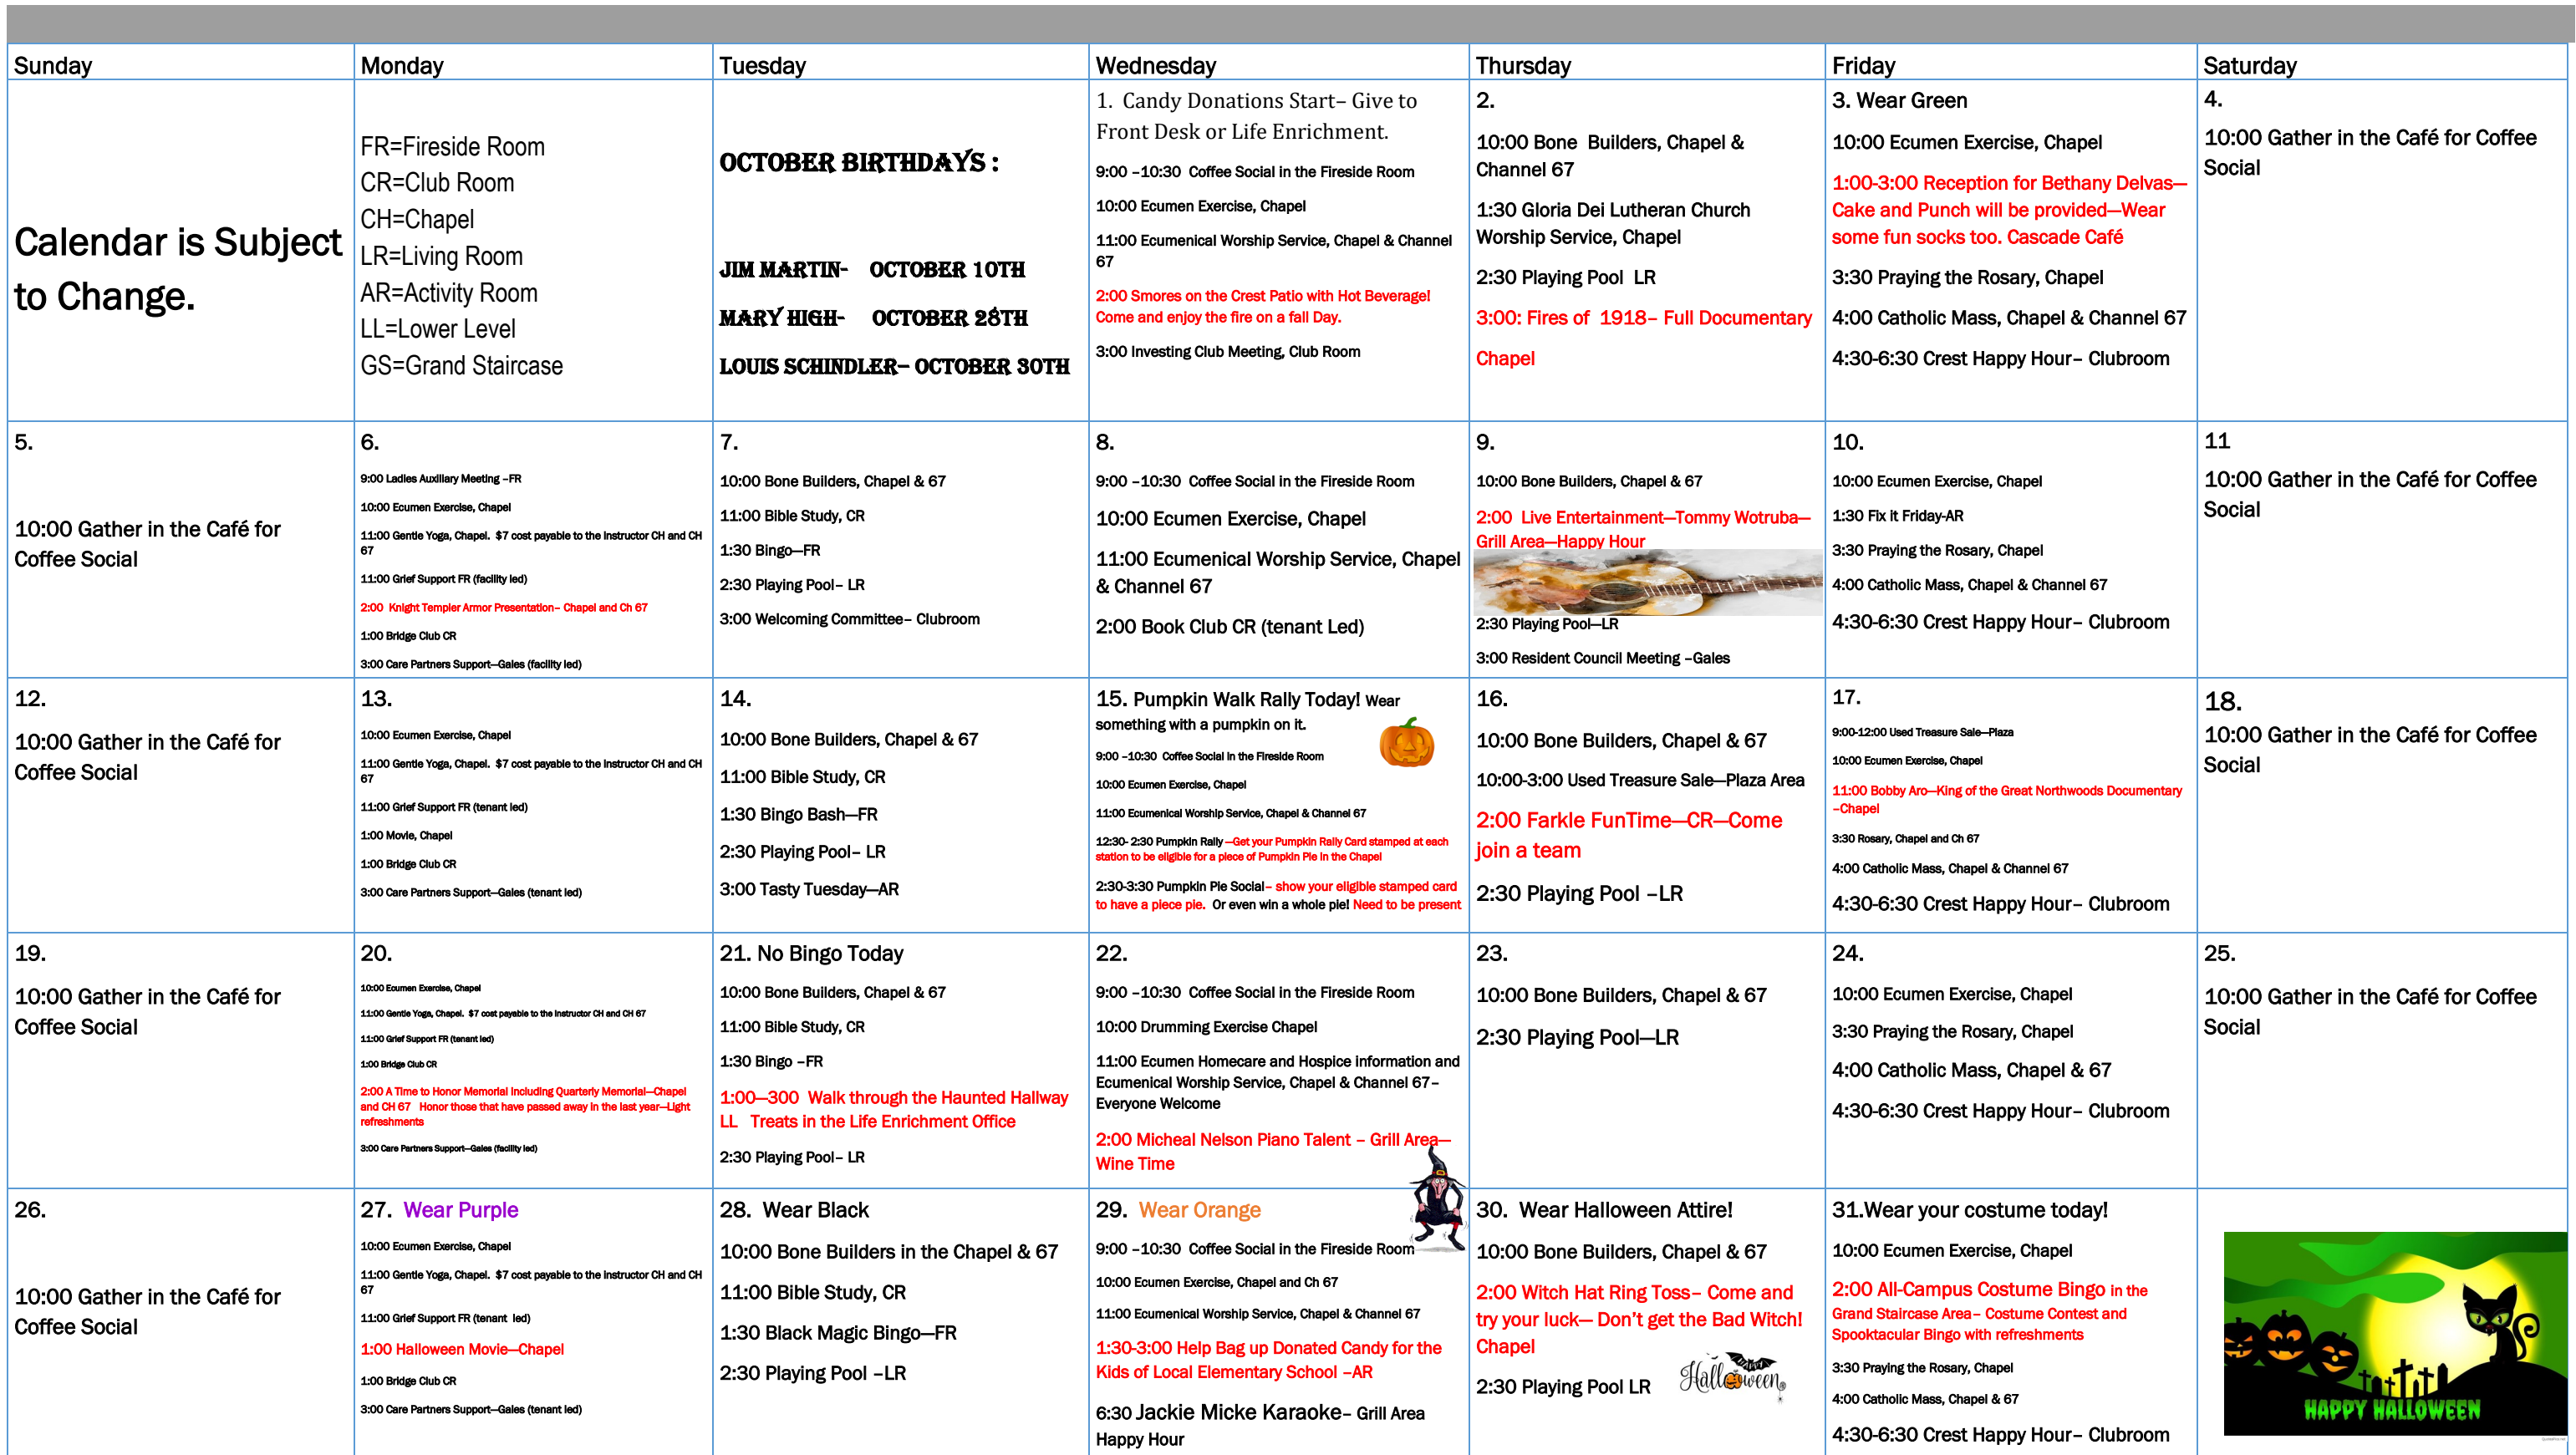 Sunday
Monday
Tuesday
Wednesday
Thursday
Friday
Saturday
Calendar is Subject
to Change.
FR=Fireside Room
CR=Club Room
CH=Chapel
LR=Living Room
AR=Activity Room
LL=Lower Level
GS=Grand Staircase
OCTOBER BIRTHDAYS :
JIM MARTIN- OCTOBER 10TH
MARY HIGH- OCTOBER 28TH
LOUIS SCHINDLER– OCTOBER 30TH
1. Candy Donations Start– Give to
Front Desk or Life Enrichment.
9:00 –10:30 Coffee Social in the Fireside Room
10:00 Ecumen Exercise, Chapel
11:00 Ecumenical Worship Service, Chapel & Channel
67
2:00 Smores on the Crest Patio with Hot Beverage!
Come and enjoy the fire on a fall Day.
3:00 Investing Club Meeting, Club Room
2.
10:00 Bone Builders, Chapel &
Channel 67
1:30 Gloria Dei Lutheran Church
Worship Service, Chapel
2:30 Playing Pool LR
3:00: Fires of 1918– Full Documentary
Chapel
3. Wear Green
10:00 Ecumen Exercise, Chapel
1:00-3:00 Reception for Bethany Delvas—
Cake and Punch will be provided—Wear
some fun socks too. Cascade Café
3:30 Praying the Rosary, Chapel
4:00 Catholic Mass, Chapel & Channel 67
4:30-6:30 Crest Happy Hour– Clubroom
4.
10:00 Gather in the Café for Coffee
Social
5.
10:00 Gather in the Café for
Coffee Social
6.
9:00 Ladies Auxiliary Meeting –FR
10:00 Ecumen Exercise, Chapel
11:00 Gentle Yoga, Chapel. $7 cost payable to the instructor CH and CH
67
11:00 Grief Support FR (facility led)
2:00 Knight Templer Armor Presentation– Chapel and Ch 67
1:00 Bridge Club CR
3:00 Care Partners Support—Gales (facility led)
7.
10:00 Bone Builders, Chapel & 67
11:00 Bible Study, CR
1:30 Bingo—FR
2:30 Playing Pool– LR
3:00 Welcoming Committee– Clubroom
8.
9:00 –10:30 Coffee Social in the Fireside Room
10:00 Ecumen Exercise, Chapel
11:00 Ecumenical Worship Service, Chapel
& Channel 67
2:00 Book Club CR (tenant Led)
9.
10:00 Bone Builders, Chapel & 67
2:00 Live Entertainment—Tommy Wotruba—
Grill Area—Happy Hour
2:30 Playing Pool—LR
3:00 Resident Council Meeting –Gales
10.
10:00 Ecumen Exercise, Chapel
1:30 Fix it Friday-AR
3:30 Praying the Rosary, Chapel
4:00 Catholic Mass, Chapel & Channel 67
4:30-6:30 Crest Happy Hour– Clubroom
11
10:00 Gather in the Café for Coffee
Social
12.
10:00 Gather in the Café for
Coffee Social
13.
10:00 Ecumen Exercise, Chapel
11:00 Gentle Yoga, Chapel. $7 cost payable to the instructor CH and CH
67
11:00 Grief Support FR (tenant led)
1:00 Movie, Chapel
1:00 Bridge Club CR
3:00 Care Partners Support—Gales (tenant led)
14.
10:00 Bone Builders, Chapel & 67
11:00 Bible Study, CR
1:30 Bingo Bash—FR
2:30 Playing Pool– LR
3:00 Tasty Tuesday—AR
15. Pumpkin Walk Rally Today! Wear
something with a pumpkin on it.
9:00 –10:30 Coffee Social in the Fireside Room
10:00 Ecumen Exercise, Chapel
11:00 Ecumenical Worship Service, Chapel & Channel 67
12:30- 2:30 Pumpkin Rally —Get your Pumpkin Rally Card stamped at each
station to be eligible for a piece of Pumpkin Pie in the Chapel
2:30-3:30 Pumpkin Pie Social– show your eligible stamped card
to have a piece pie. Or even win a whole pie! Need to be present
16.
10:00 Bone Builders, Chapel & 67
10:00-3:00 Used Treasure Sale—Plaza Area
2:00 Farkle FunTime—CR—Come
join a team
2:30 Playing Pool –LR
17.
9:00-12:00 Used Treasure Sale—Plaza
10:00 Ecumen Exercise, Chapel
11:00 Bobby Aro—King of the Great Northwoods Documentary
–Chapel
3:30 Rosary, Chapel and Ch 67
4:00 Catholic Mass, Chapel & Channel 67
4:30-6:30 Crest Happy Hour– Clubroom
18.
10:00 Gather in the Café for Coffee
Social
19.
10:00 Gather in the Café for
Coffee Social
20.
10:00 Ecumen Exercise, Chapel
11:00 Gentle Yoga, Chapel. $7 cost payable to the instructor CH and CH 67
11:00 Grief Support FR (tenant led)
1:00 Bridge Club CR
2:00 A Time to Honor Memorial including Quarterly Memorial—Chapel
and CH 67 Honor those that have passed away in the last year—Light
refreshments
3:00 Care Partners Support—Gales (facility led)
21. No Bingo Today
10:00 Bone Builders, Chapel & 67
11:00 Bible Study, CR
1:30 Bingo –FR
1:00—300 Walk through the Haunted Hallway
LL Treats in the Life Enrichment Office
2:30 Playing Pool– LR
22.
9:00 –10:30 Coffee Social in the Fireside Room
10:00 Drumming Exercise Chapel
11:00 Ecumen Homecare and Hospice information and
Ecumenical Worship Service, Chapel & Channel 67–
Everyone Welcome
2:00 Micheal Nelson Piano Talent – Grill Area—
Wine Time
23.
10:00 Bone Builders, Chapel & 67
2:30 Playing Pool—LR
24.
10:00 Ecumen Exercise, Chapel
3:30 Praying the Rosary, Chapel
4:00 Catholic Mass, Chapel & 67
4:30-6:30 Crest Happy Hour– Clubroom
25.
10:00 Gather in the Café for Coffee
Social
26.
10:00 Gather in the Café for
Coffee Social
27. Wear Purple
10:00 Ecumen Exercise, Chapel
11:00 Gentle Yoga, Chapel. $7 cost payable to the instructor CH and CH
67
11:00 Grief Support FR (tenant led)
1:00 Halloween Movie—Chapel
1:00 Bridge Club CR
3:00 Care Partners Support—Gales (tenant led)
28. Wear Black
10:00 Bone Builders in the Chapel & 67
11:00 Bible Study, CR
1:30 Black Magic Bingo—FR
2:30 Playing Pool –LR
29. Wear Orange
9:00 –10:30 Coffee Social in the Fireside Room
10:00 Ecumen Exercise, Chapel and Ch 67
11:00 Ecumenical Worship Service, Chapel & Channel 67
1:30-3:00 Help Bag up Donated Candy for the
Kids of Local Elementary School –AR
6:30 Jackie Micke Karaoke– Grill Area
Happy Hour
30. Wear Halloween Attire!
10:00 Bone Builders, Chapel & 67
2:00 Witch Hat Ring Toss– Come and
try your luck— Don't get the Bad Witch!
Chapel
2:30 Playing Pool LR
Halloween
31.Wear your costume today!
10:00 Ecumen Exercise, Chapel
2:00 All-Campus Costume Bingo in the
Grand Staircase Area– Costume Contest and
Spooktacular Bingo with refreshments
3:30 Praying the Rosary, Chapel
4:00 Catholic Mass, Chapel & 67
4:30-6:30 Crest Happy Hour– Clubroom
HAPPY HALLOWEEN